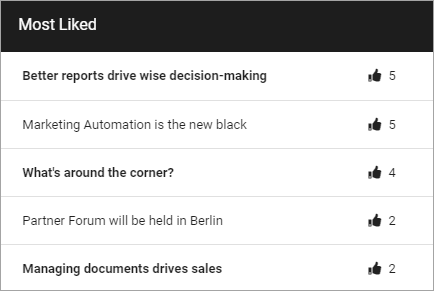 Most Liked
Better reports drive wise decision-making 5
Marketing Automation is the new black 5
What's around the corner? 4
Partner Forum will be held in Berlin 2
Managing documents drives sales 2